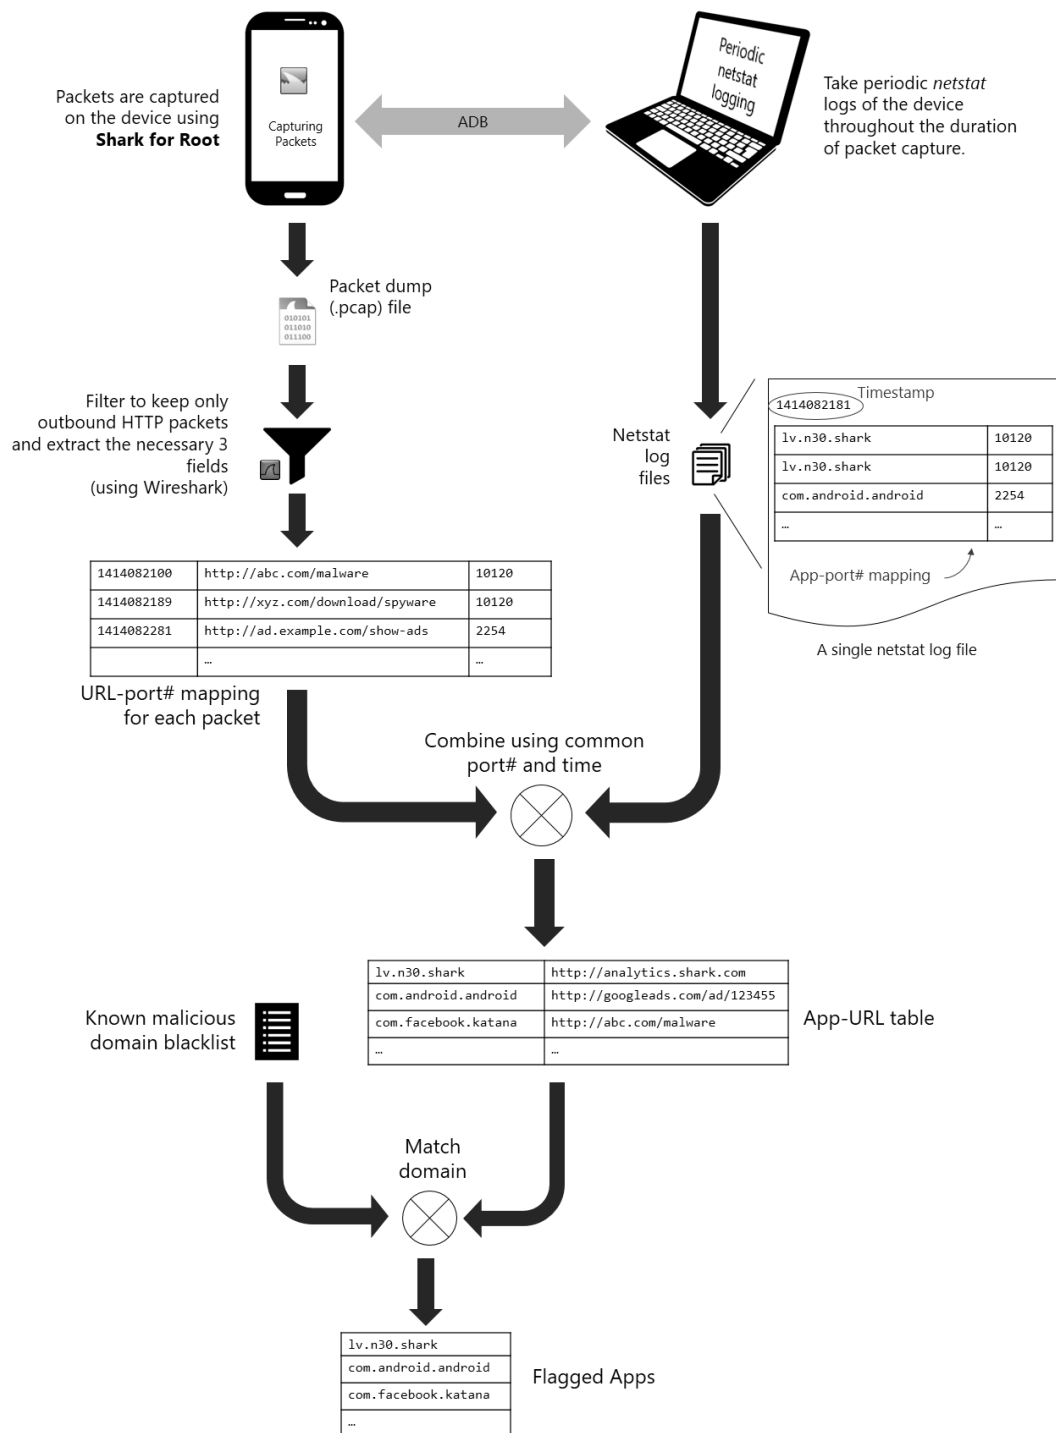 Packets are captured
on the device using
Shark for Root
Capturing
Packets
ADB
Periodic
netstat
logging
Take periodic netstat
logs of the device
throughout the duration
of packet capture.
Packet dump
(.pcap) file
010101
011010
011100
Filter to keep only
outbound HTTP packets
and extract the necessary 3
fields
(using Wireshark)
Netstat
log
files
Timestamp
1414082181
lv.n30.shark 10120
lv.n30.shark 10120
com.android.android 2254
… …
App-port# mapping
A single netstat log file
1414082100 http://abc.com/malware 10120
1414082189 http://xyz.com/download/spyware 10120
1414082281 http://ad.example.com/show-ads 2254
… …
URL-port# mapping
for each packet
Combine using common
port# and time
lv.n30.shark http://analytics.shark.com
com.android.android http://googleads.com/ad/123455
com.facebook.katana http://abc.com/malware
… …
App-URL table
Known malicious
domain blacklist
Match
domain
lv.n30.shark
com.android.android
com.facebook.katana
…
Flagged Apps